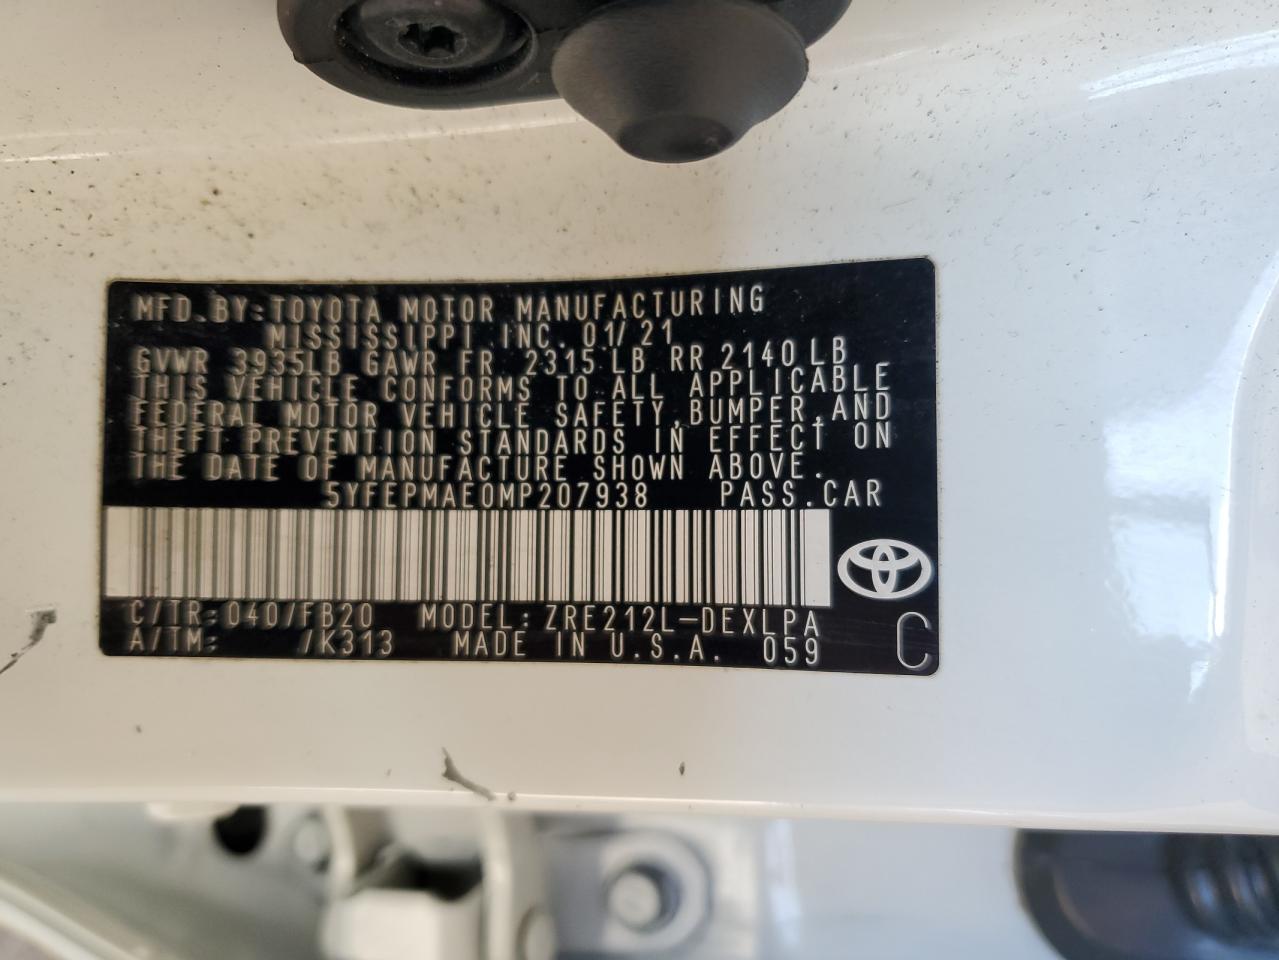 MFD.BY:TOYOTA MOTOR MANUFACTURING
MISSISSIPPI INC. 01/21
GVWR 3935LB GAWR FR 2315LB RR 2140LB
THIS VEHICLE CONFORMS TO ALL APPLICABLE
FEDERAL MOTOR VEHICLE SAFETY,BUMPER,AND
THEFT PREVENTION STANDARDS IN EFFECT ON
THE DATE OF MANUFACTURE SHOWN ABOVE.
5YFEPMAE0MP207938 PASS.CAR
C/TR:040/FB20 MODEL:ZRE212L-DEXLPA
A/TM: /K313 MADE IN U.S.A. 059
C